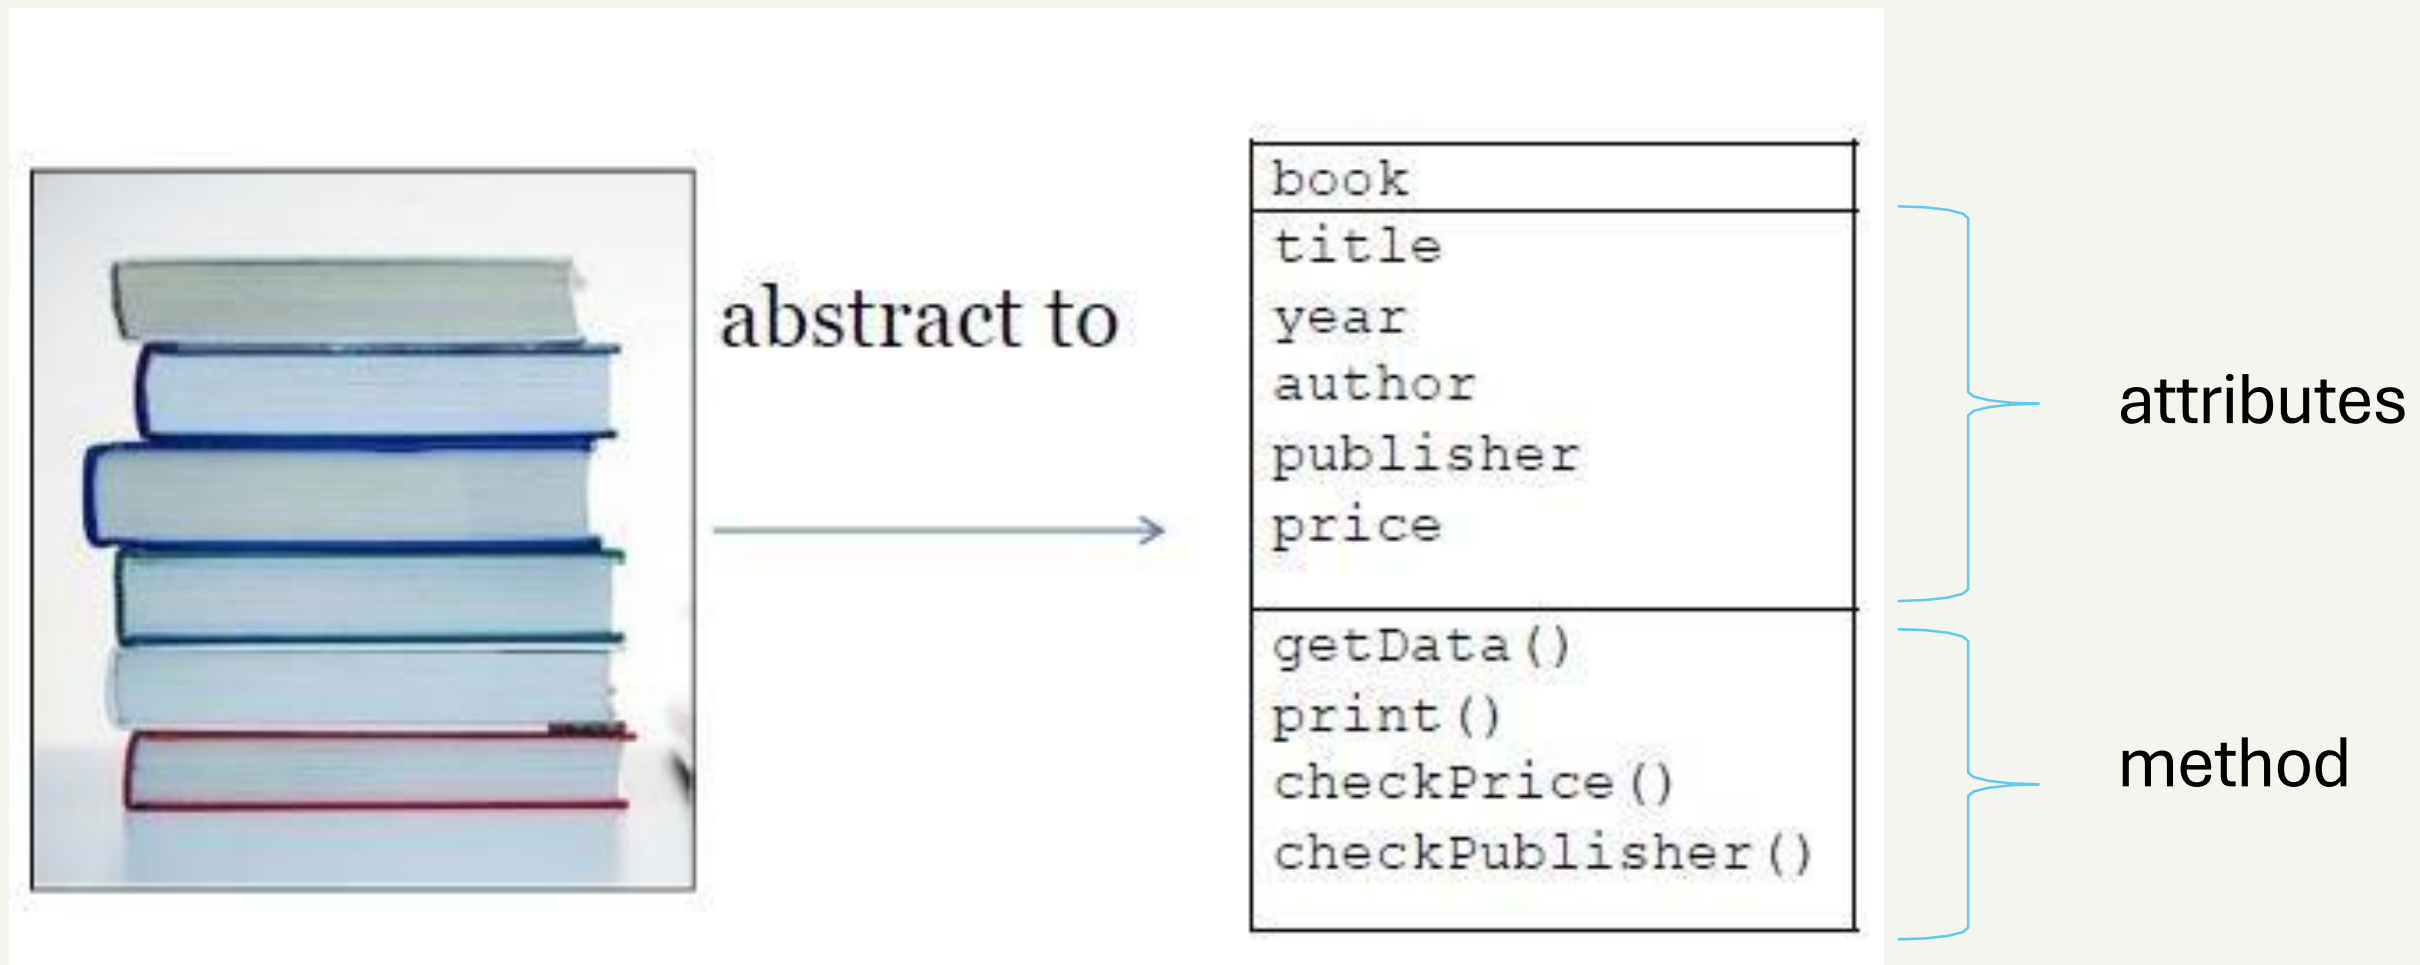 abstract to
book
title
year
author
publisher
price
getData()
print()
checkPrice()
checkPublisher()
attributes
method